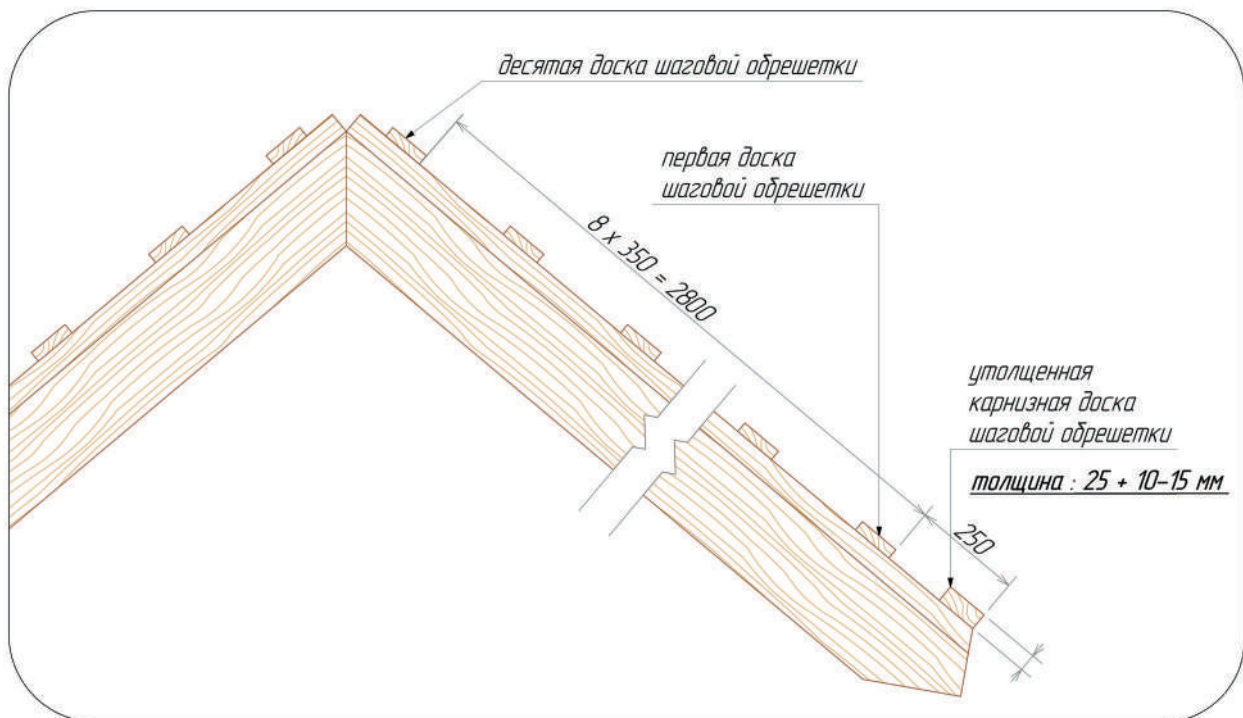 десятая доска шаговой обрешетки
первая доска
шаговой обрешетки
8 x 350 = 2800
утолщенная
карнизная доска
шаговой обрешетки
толщина : 25 + 10-15 мм
250